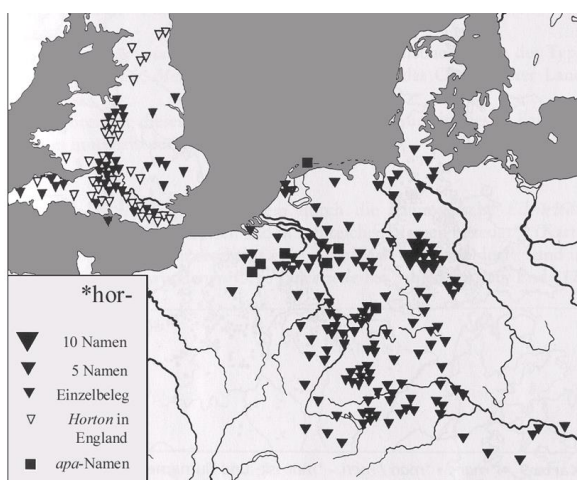 *hor-
10 Namen
5 Namen
Einzelbeleg
Horton in
England
apa-Namen